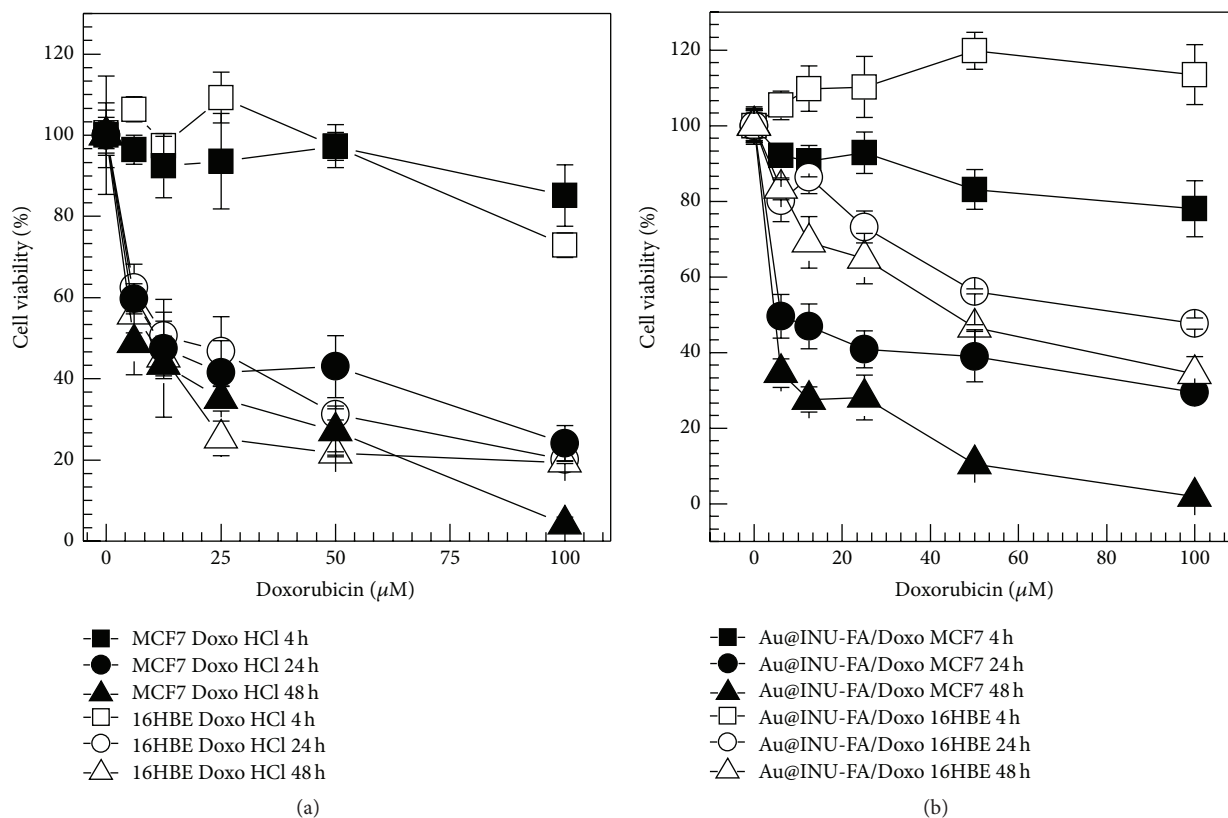 120
100
80
60
40
20
0
Cell viability (%)
0
25
50
75
100
Doxorubicin (μM)
MCF7 Doxo HCl 4 h
MCF7 Doxo HCl 24 h
MCF7 Doxo HCl 48 h
16HBE Doxo HCl 4 h
16HBE Doxo HCl 24 h
16HBE Doxo HCl 48 h
(a)
120
100
80
60
40
20
0
Cell viability (%)
0
20
40
60
80
100
Doxorubicin (μM)
Au@INU-FA/Doxo MCF7 4 h
Au@INU-FA/Doxo MCF7 24 h
Au@INU-FA/Doxo MCF7 48 h
Au@INU-FA/Doxo 16HBE 4 h
Au@INU-FA/Doxo 16HBE 24 h
Au@INU-FA/Doxo 16HBE 48 h
(b)